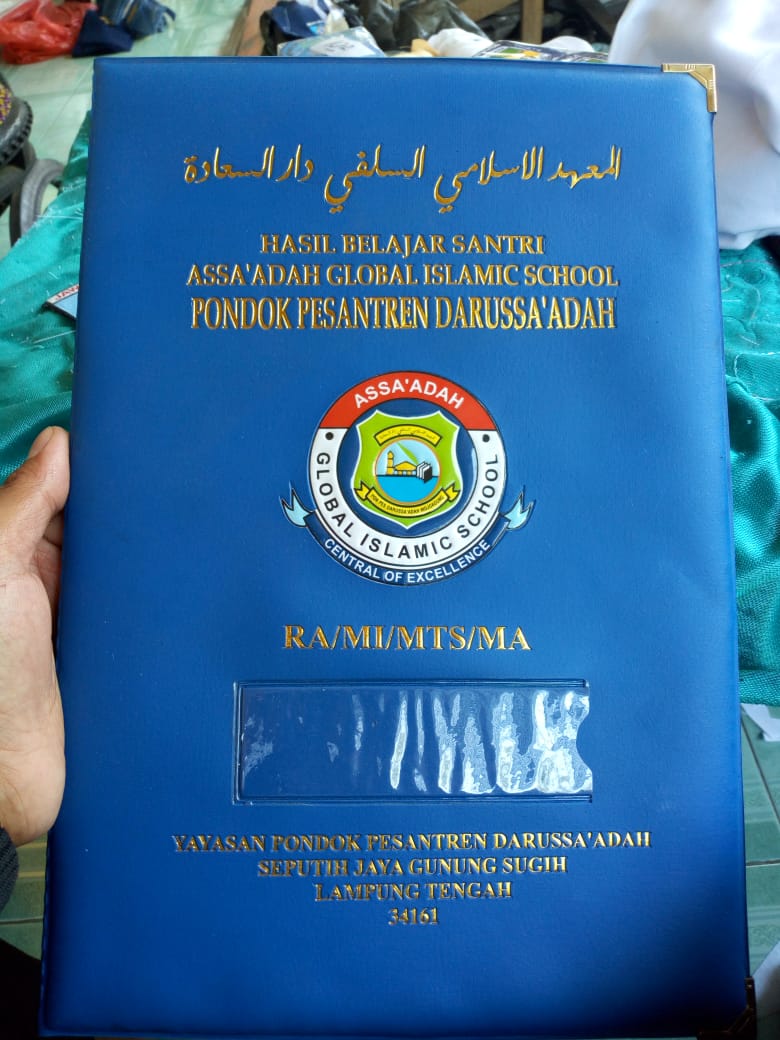 المعهد الاسلامي السلفي دار السعادة
HASIL BELAJAR SANTRI
ASSA'ADAH GLOBAL ISLAMIC SCHOOL
PONDOK PESANTREN DARUSSA'ADAH
ASSA'ADAH
GLOBAL ISLAMIC SCHOOL
CENTRAL OF EXCELLENCE
RA/MI/MTS/MA
YAYASAN PONDOK PESANTREN DARUSSA'ADAH
SEPUTIH JAYA GUNUNG SUGIH
LAMPUNG TENGAH
34161